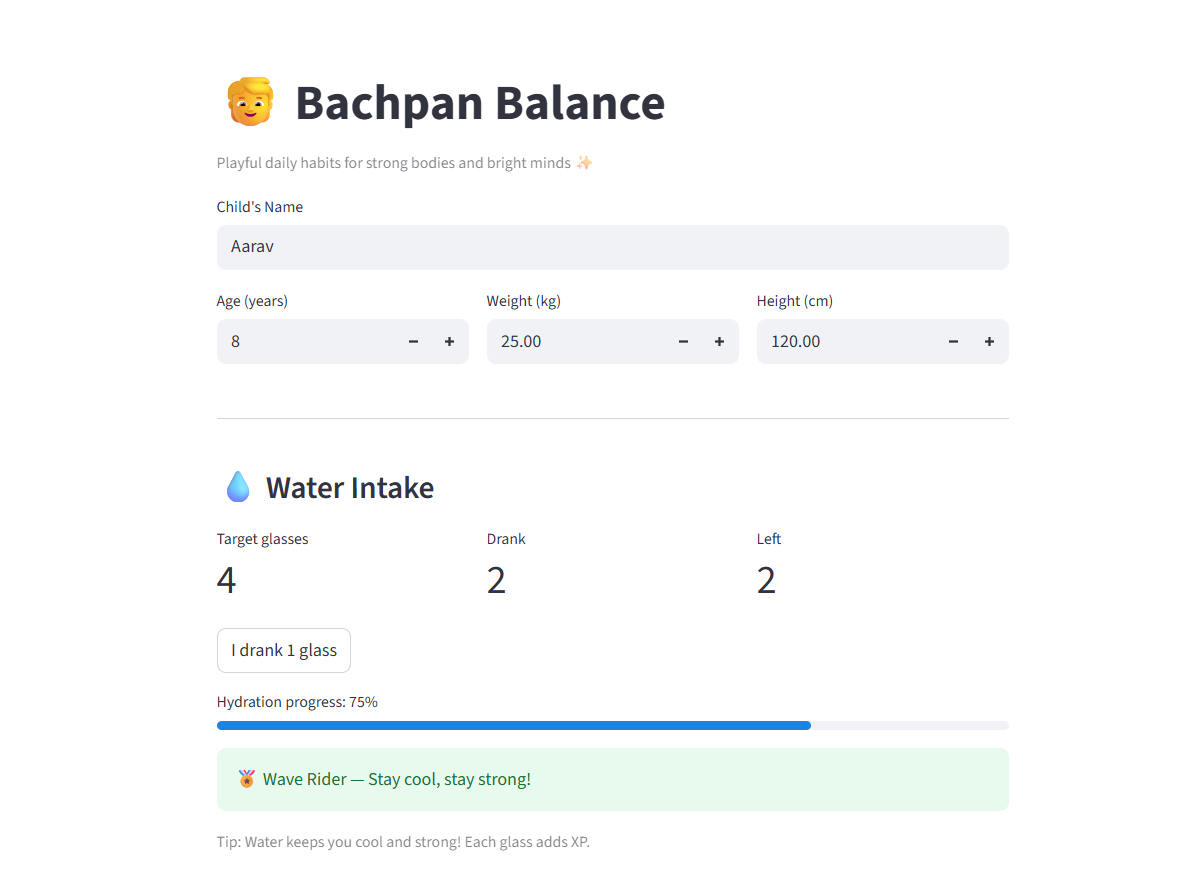 Bachpan Balance
Playful daily habits for strong bodies and bright minds ✨
Child's Name
Aarav
Age (years) Weight (kg) Height (cm)
8 − + 25.00 − + 120.00 − +
💧 Water Intake
Target glasses Drank Left
4 2 2
I drank 1 glass
Hydration progress: 75%
🏅 Wave Rider — Stay cool, stay strong!
Tip: Water keeps you cool and strong! Each glass adds XP.